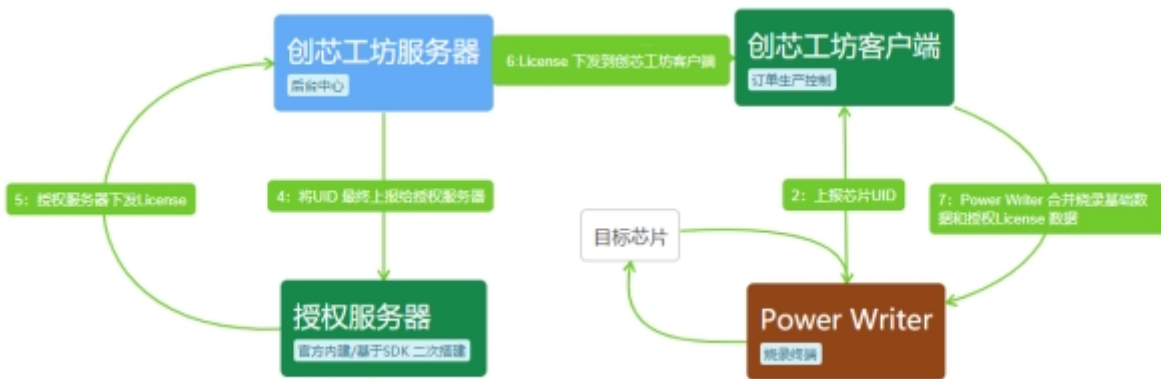 创芯工坊服务器
后台中心
6:License 下发到创芯工坊客户端
创芯工坊客户端
订单生产控制
5：授权服务器下发License
4：将UID 最终上报给授权服务器
2：上报芯片UID
7：Power Writer 合并烧录基础数
据和授权License 数据
目标芯片
授权服务器
官方内建/基于SDK 二次搭建
Power Writer
烧录终端